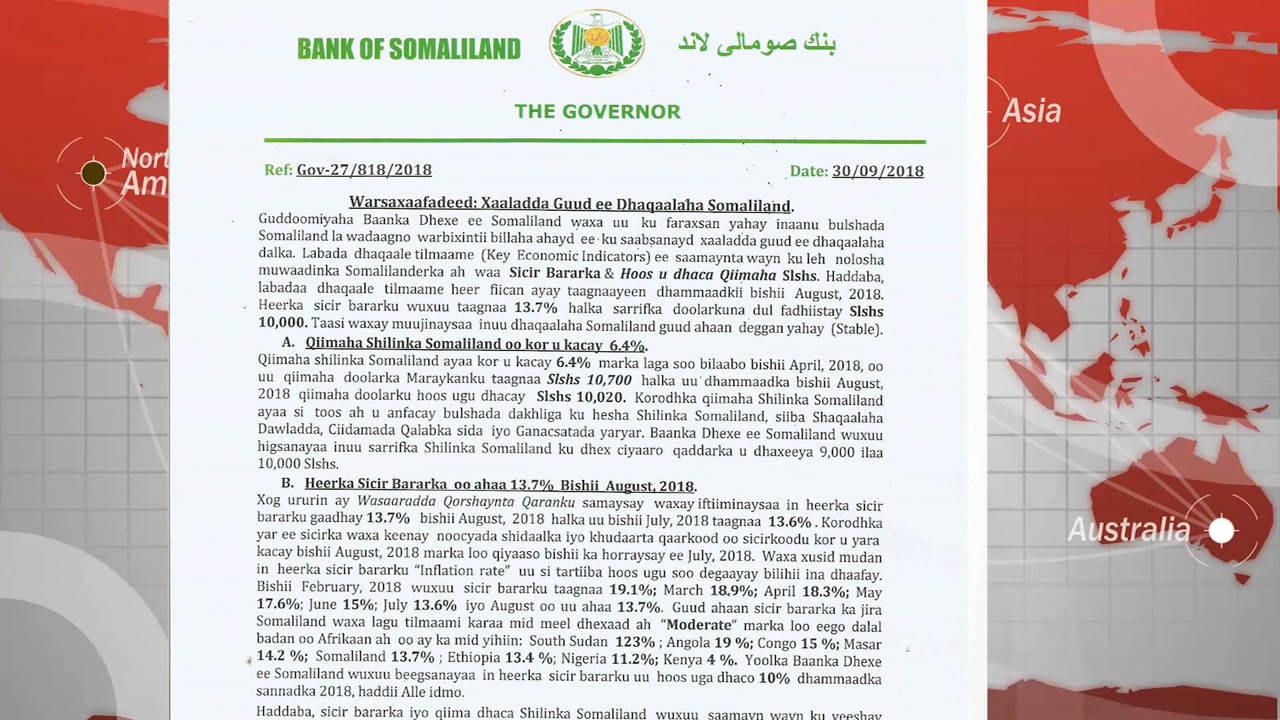 BANK OF SOMALILAND
بنك صومالى لاند
THE GOVERNOR
Ref: Gov-27/818/2018
Date: 30/09/2018
Warsaxaafadeed: Xaaladda Guud ee Dhaqaalaha Somaliland.
Guddoomiyaha Baanka Dhexe ee Somaliland waxa uu ku faraxsan yahay inaanu bulshada
Somaliland la wadaagno warbixintii billaha ahayd ee ku saabsanayd xaaladda guud ee dhaqaalaha
dalka. Labada dhaqaale tilmaame (Key Economic Indicators) ee saamaynta wayn ku leh nolosha
muwaadinka Somalilanderka ah waa Sicir Bararka & Hoos u dhaca Qiimaha Slshs. Haddaba,
labadaa dhaqaale tilmaame heer fiican ayay taagnaayeen dhammaadkii bishii August, 2018.
Heerka sicir bararku wuxuu taagnaa 13.7% halka sarrifka doolarkuna dul fadhiistay Slshs
10,000. Taasi waxay muujinaysaa inuu dhaqaalaha Somaliland guud ahaan deggan yahay (Stable).
A. Qiimaha Shilinka Somaliland oo kor u kacay 6.4%.
Qiimaha shilinka Somaliland ayaa kor u kacay 6.4% marka laga soo bilaabo bishii April, 2018, oo
uu qiimaha doolarka Maraykanku taagnaa Slshs 10,700 halka uu dhammaadka bishii August,
2018 qiimaha doolarku hoos ugu dhacay Slshs 10,020. Korodhka qiimaha Shilinka Somaliland
ayaa si toos ah u anfacay bulshada dakhliga ku hesha Shilinka Somaliland, siiba Shaqaalaha
Dawladda, Ciidamada Qalabka sida iyo Ganacsatada yaryar. Baanka Dhexe ee Somaliland wuxuu
higsanayaa inuu sarrifka Shilinka Somaliland ku dhex ciyaaro qaddarka u dhaxeeya 9,000 ilaa
10,000 Slshs.
B. Heerka Sicir Bararka oo ahaa 13.7% Bishii August, 2018.
Xog ururin ay Wasaaradda Qorshaynta Qaranku samaysay waxay iftiiminaysaa in heerka sicir
bararku gaadhay 13.7% bishii August, 2018 halka uu bishii July, 2018 taagnaa 13.6% . Korodhka
yar ee sicirka waxa keenay noocyada shidaalka iyo khudaarta qaarkood oo sicirkoodu kor u yara
kacay bishii August, 2018 marka loo qiyaaso bishii ka horraysay ee July, 2018. Waxa xusid mudan
in heerka sicir bararku “Inflation rate” uu si tartiiba hoos ugu soo degaayay bilihii ina dhaafay.
Bishii February, 2018 wuxuu sicir bararku taagnaa 19.1%; March 18.9%; April 18.3%; May
17.6%; June 15%; July 13.6% iyo August oo uu ahaa 13.7%. Guud ahaan sicir bararka ka jira
Somaliland waxa lagu tilmaami karaa mid meel dhexaad ah “Moderate” marka loo eego dalal
badan oo Afrikaan ah oo ay ka mid yihiin: South Sudan 123% ; Angola 19 %; Congo 15 %; Masar
14.2 %; Somaliland 13.7% ; Ethiopia 13.4 %; Nigeria 11.2%; Kenya 4 %. Yoolka Baanka Dhexe
ee Somaliland wuxuu beegsanayaa in heerka sicir bararku uu hoos uga dhaco 10% dhammaadka
sannadka 2018, haddii Alle idmo.
Haddaba, sicir bararka iyo qiima dhaca Shilinka Somaliland wuxuu saamayn wayn ku yeeshay
Nort
Am
Asia
Australia